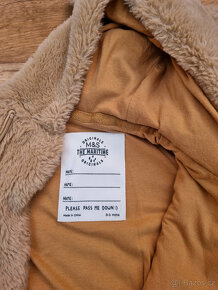 ORIGINALS
M&S
THE MARITIME
ORIGINALS
NAME:
NAME:
NAME:
PLEASE PASS ME DOWN :)
MADE IN CHINA